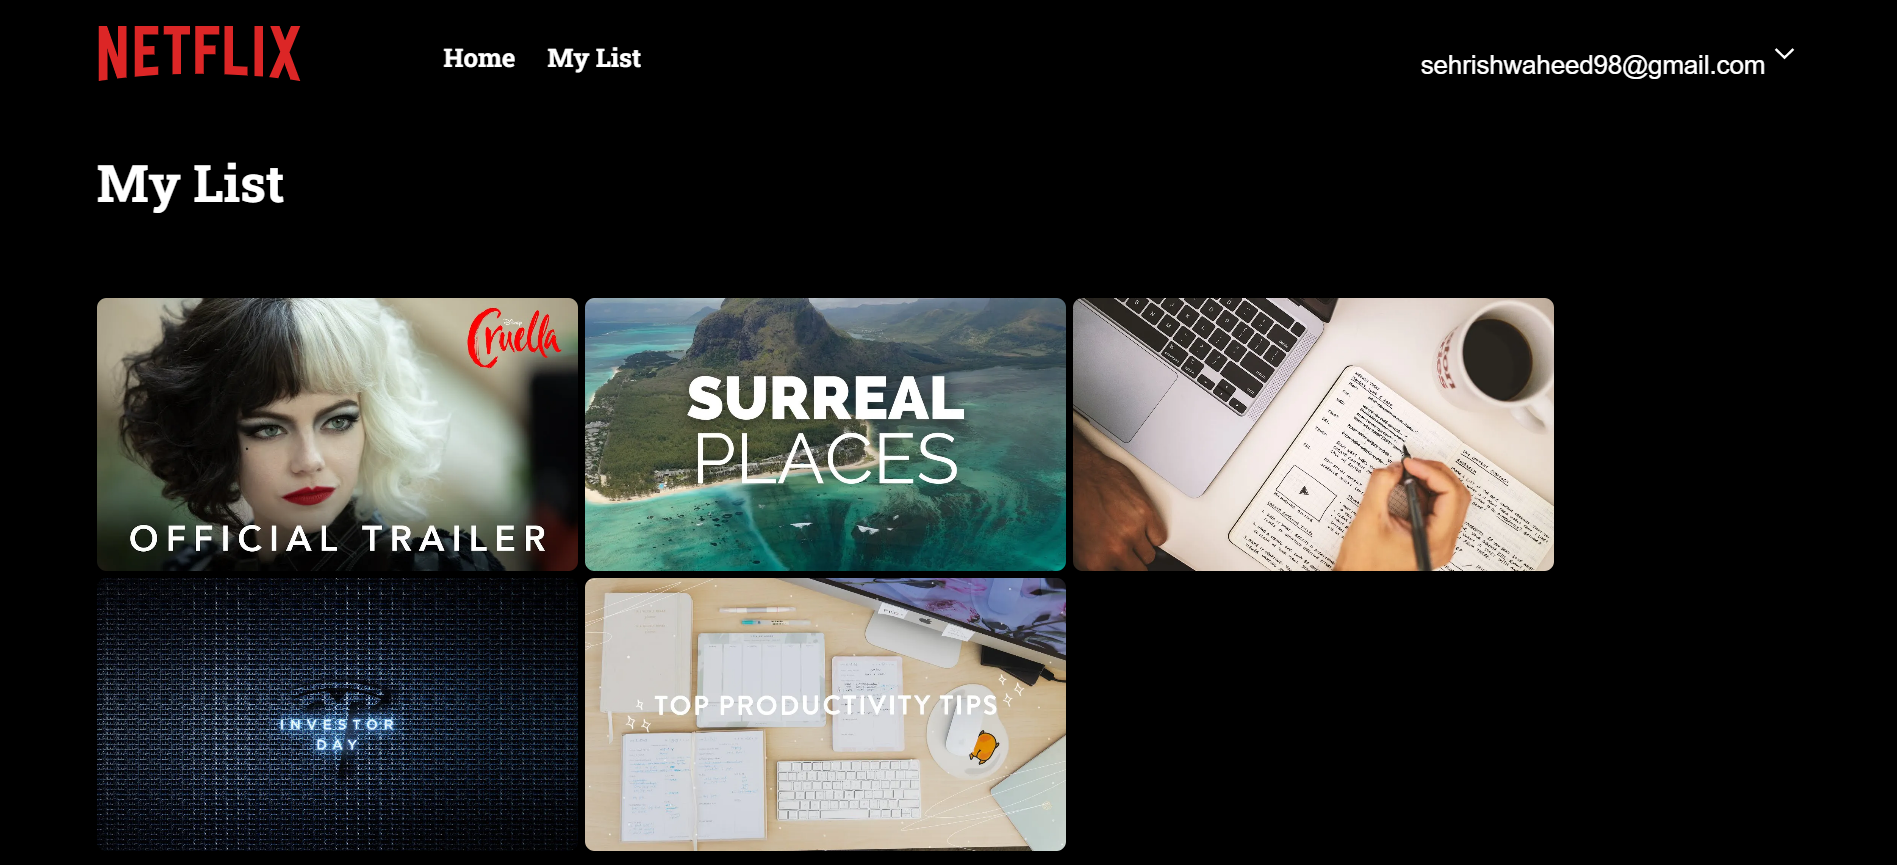 NETFLIX
Home
My List
sehrishwaheed98@gmail.com
My List
Disney
Cruella
OFFICIAL TRAILER
SURREAL
PLACES
INVESTOR
DAY
TOP PRODUCTIVITY TIPS